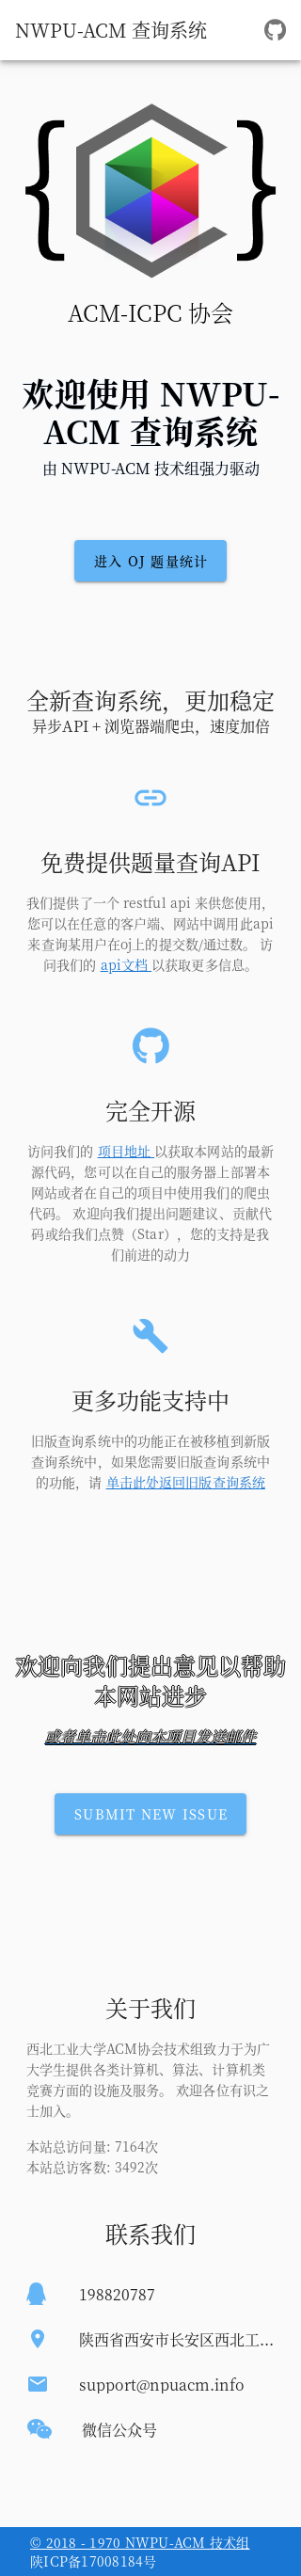 NWPU-ACM 查询系统
ACM-ICPC 协会
欢迎使用 NWPU-
ACM 查询系统
由 NWPU-ACM 技术组强力驱动
进入 OJ 题量统计
全新查询系统，更加稳定
异步API + 浏览器端爬虫，速度加倍
免费提供题量查询API
我们提供了一个 restful api 来供您使用，
您可以在任意的客户端、网站中调用此api
来查询某用户在oj上的提交数/通过数。 访
问我们的 api文档 以获取更多信息。
完全开源
访问我们的 项目地址 以获取本网站的最新
源代码，您可以在自己的服务器上部署本
网站或者在自己的项目中使用我们的爬虫
代码。 欢迎向我们提出问题建议、贡献代
码或给我们点赞（Star），您的支持是我
们前进的动力
更多功能支持中
旧版查询系统中的功能正在被移植到新版
查询系统中，如果您需要旧版查询系统中
的功能，请 单击此处返回旧版查询系统
欢迎向我们提出意见以帮助
本网站进步
或者单击此处向本项目发送邮件
SUBMIT NEW ISSUE
关于我们
西北工业大学ACM协会技术组致力于为广
大学生提供各类计算机、算法、计算机类
竞赛方面的设施及服务。 欢迎各位有识之
士加入。
本站总访问量: 7164次
本站总访客数: 3492次
联系我们
198820787
陕西省西安市长安区西北工...
support@npuacm.info
微信公众号
© 2018 - 1970 NWPU-ACM 技术组
陕ICP备17008184号